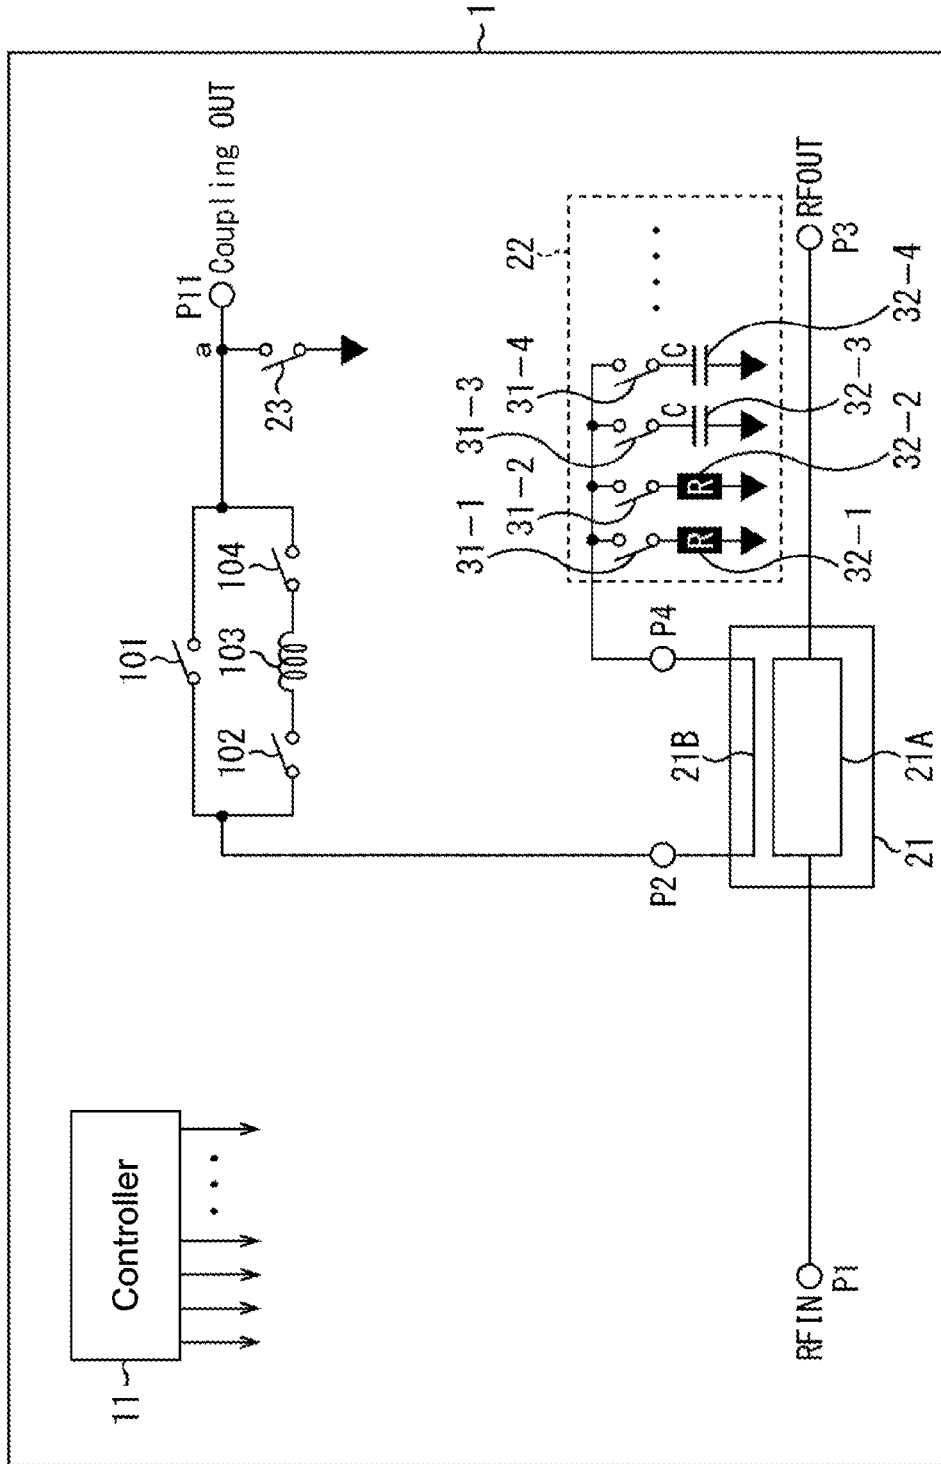 11
Controller
101
P11
a
Coupling OUT
102
103
104
23
1
31-1
31-3
31-2
31-4
22
P2
P4
21B
R
R
C
C
RFIN
P1
RFOUT
P3
32-1
32-3
32-2
32-4
21
21A